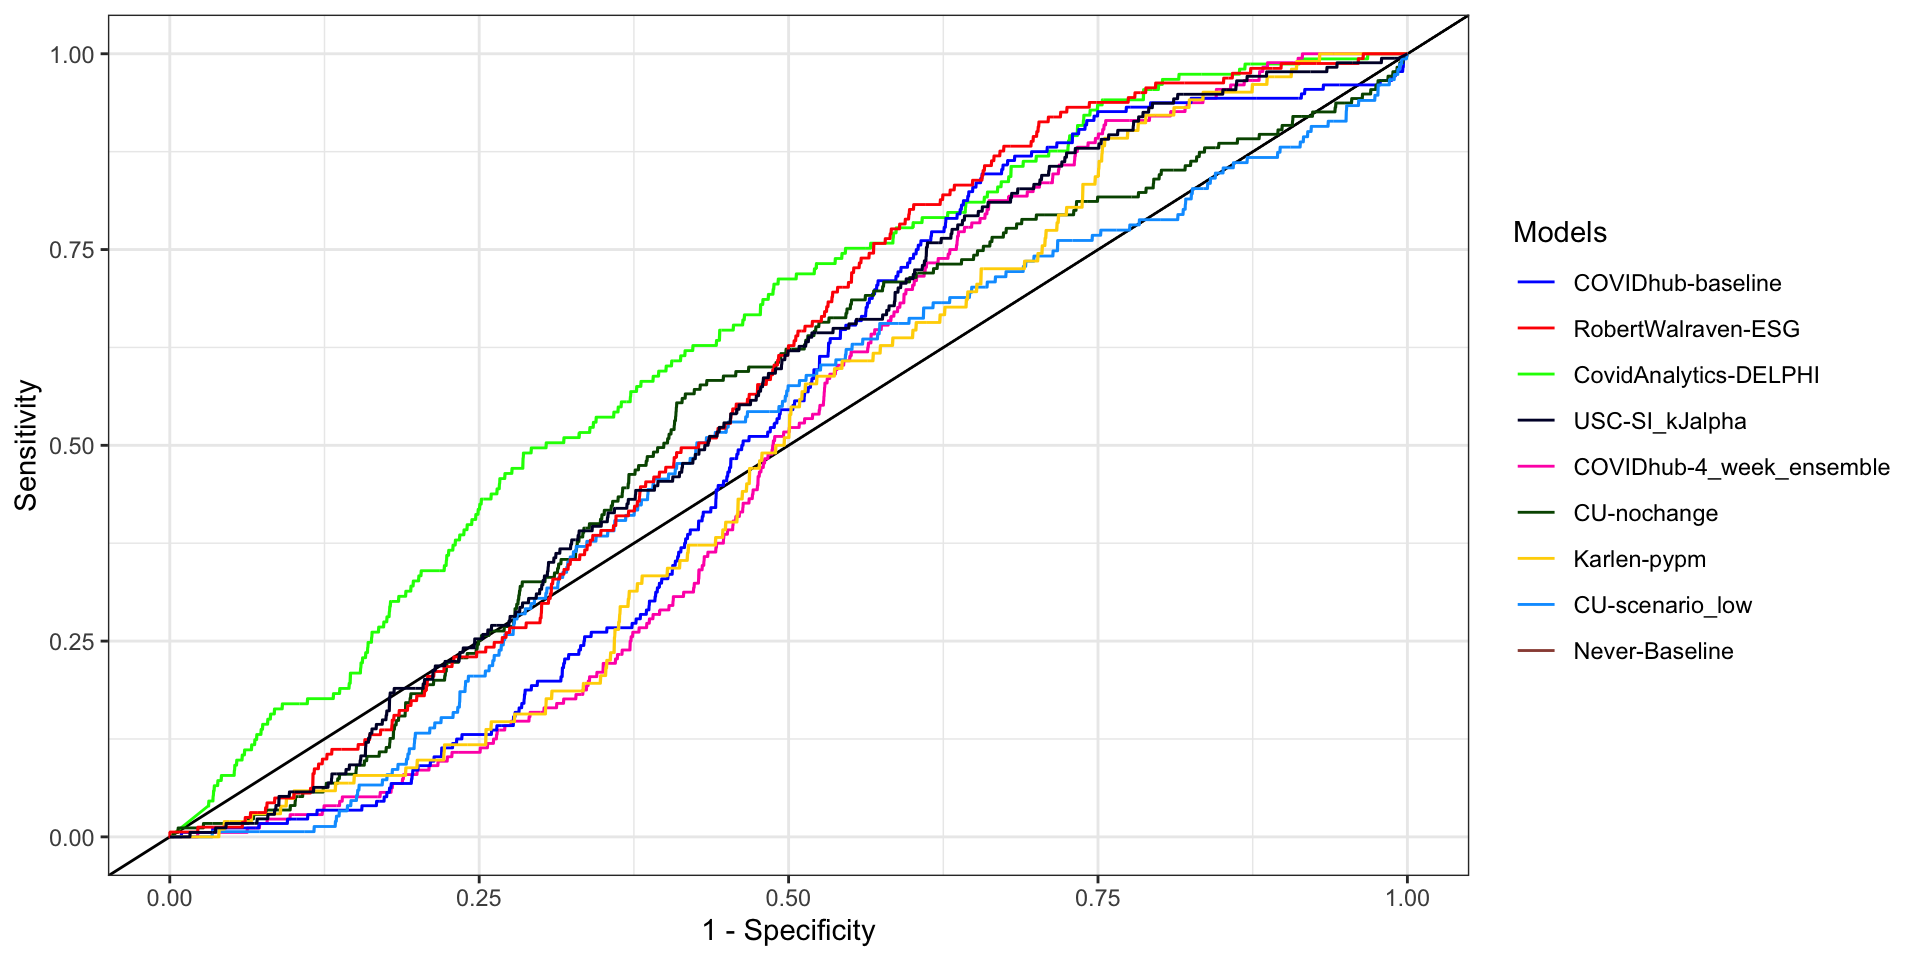 1.00
0.75
0.50
0.25
0.00
Sensitivity
0.00 0.25 0.50 0.75 1.00
1 - Specificity
Models
COVIDhub-baseline
RobertWalraven-ESG
CovidAnalytics-DELPHI
USC-SI_kJalpha
COVIDhub-4_week_ensemble
CU-nochange
Karlen-pypm
CU-scenario_low
Never-Baseline